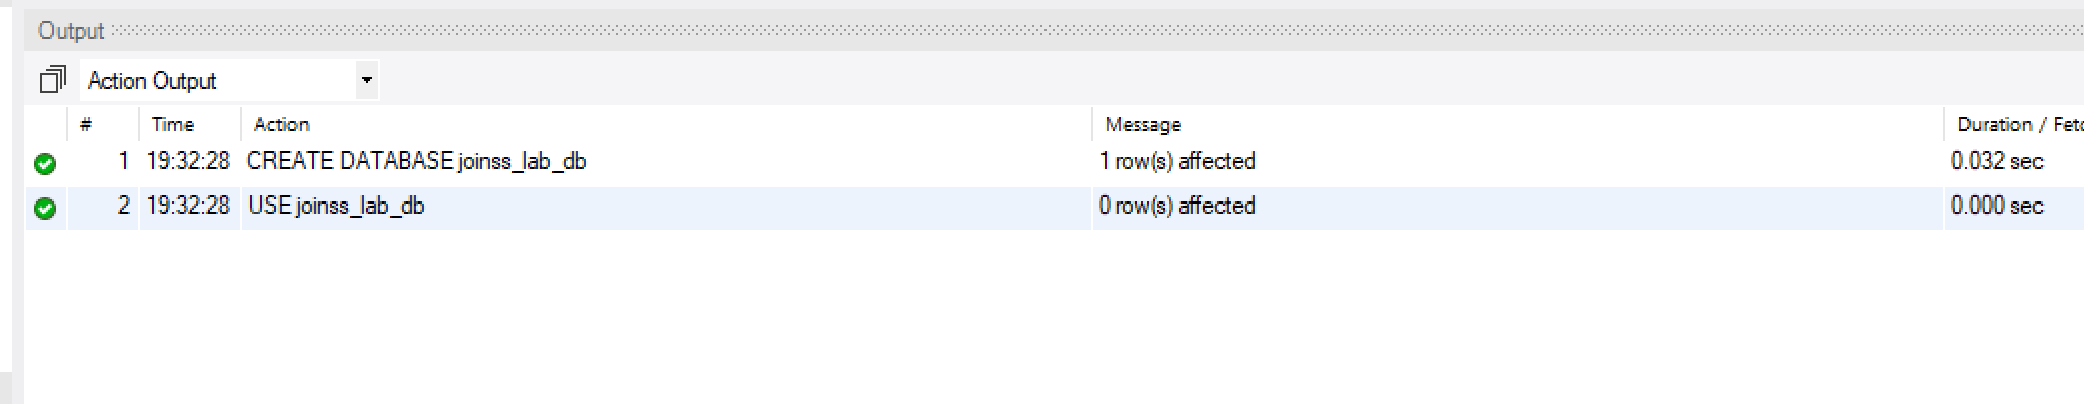 Output
Action Output
# Time Action Message Duration / Fetc
1 19:32:28 CREATE DATABASE joinss_lab_db 1 row(s) affected 0.032 sec
2 19:32:28 USE joinss_lab_db 0 row(s) affected 0.000 sec